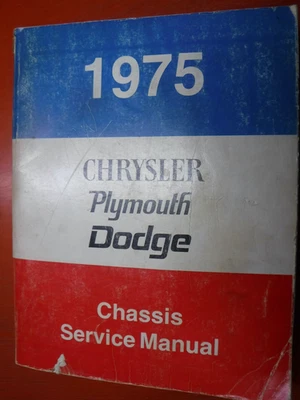 1975
CHRYSLER
Plymouth
Dodge
Chassis
Service Manual